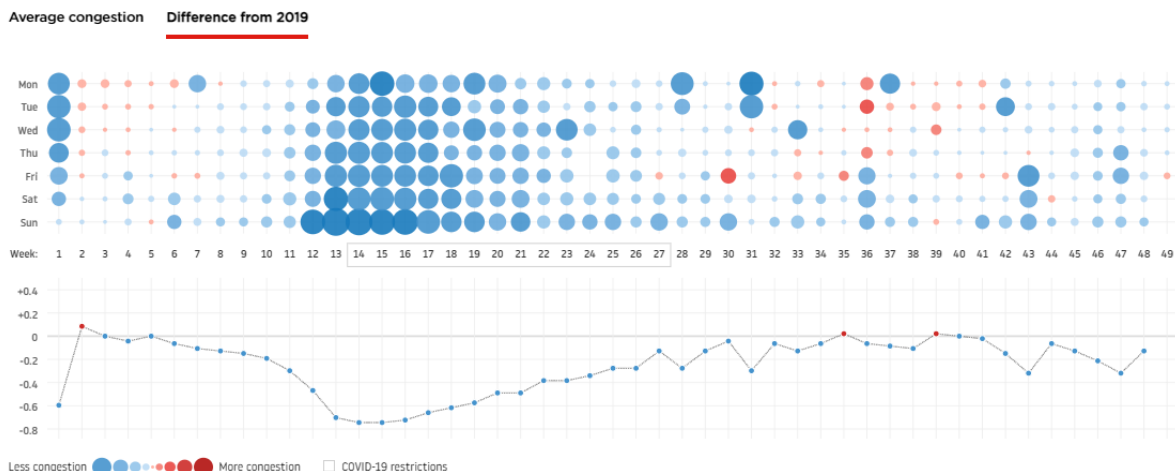 Average congestion Difference from 2019
Mon
Tue
Wed
Thu
Fri
Sat
Sun
Week: 1 2 3 4 5 6 7 8 9 10 11 12 13 14 15 16 17 18 19 20 21 22 23 24 25 26 27 28 29 30 31 32 33 34 35 36 37 38 39 40 41 42 43 44 45 46 47 48 49
+0.4
+0.2
0
-0.2
-0.4
-0.6
-0.8
Less congestion More congestion COVID-19 restrictions